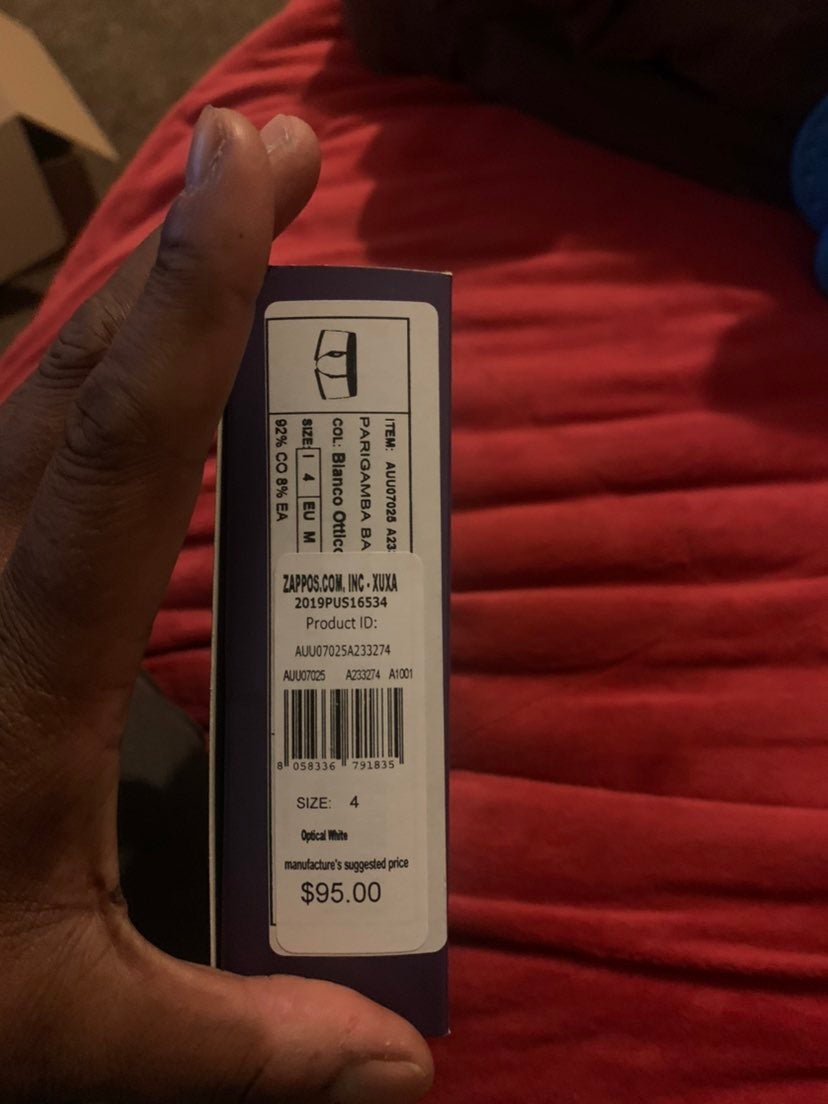 ITEM: AUU07025 A23
PARIGAMBA BA
COL: Bianco Ottico
SIZE: I 4 EU M
92% CO 8% EA
ZAPPOS.COM, INC - XUXA
2019PUS16534
Product ID:
AUU07025A233274
AUU07025 A233274 A1001
8 058336 791835
SIZE: 4
Optical White
manufacture's suggested price
$95.00